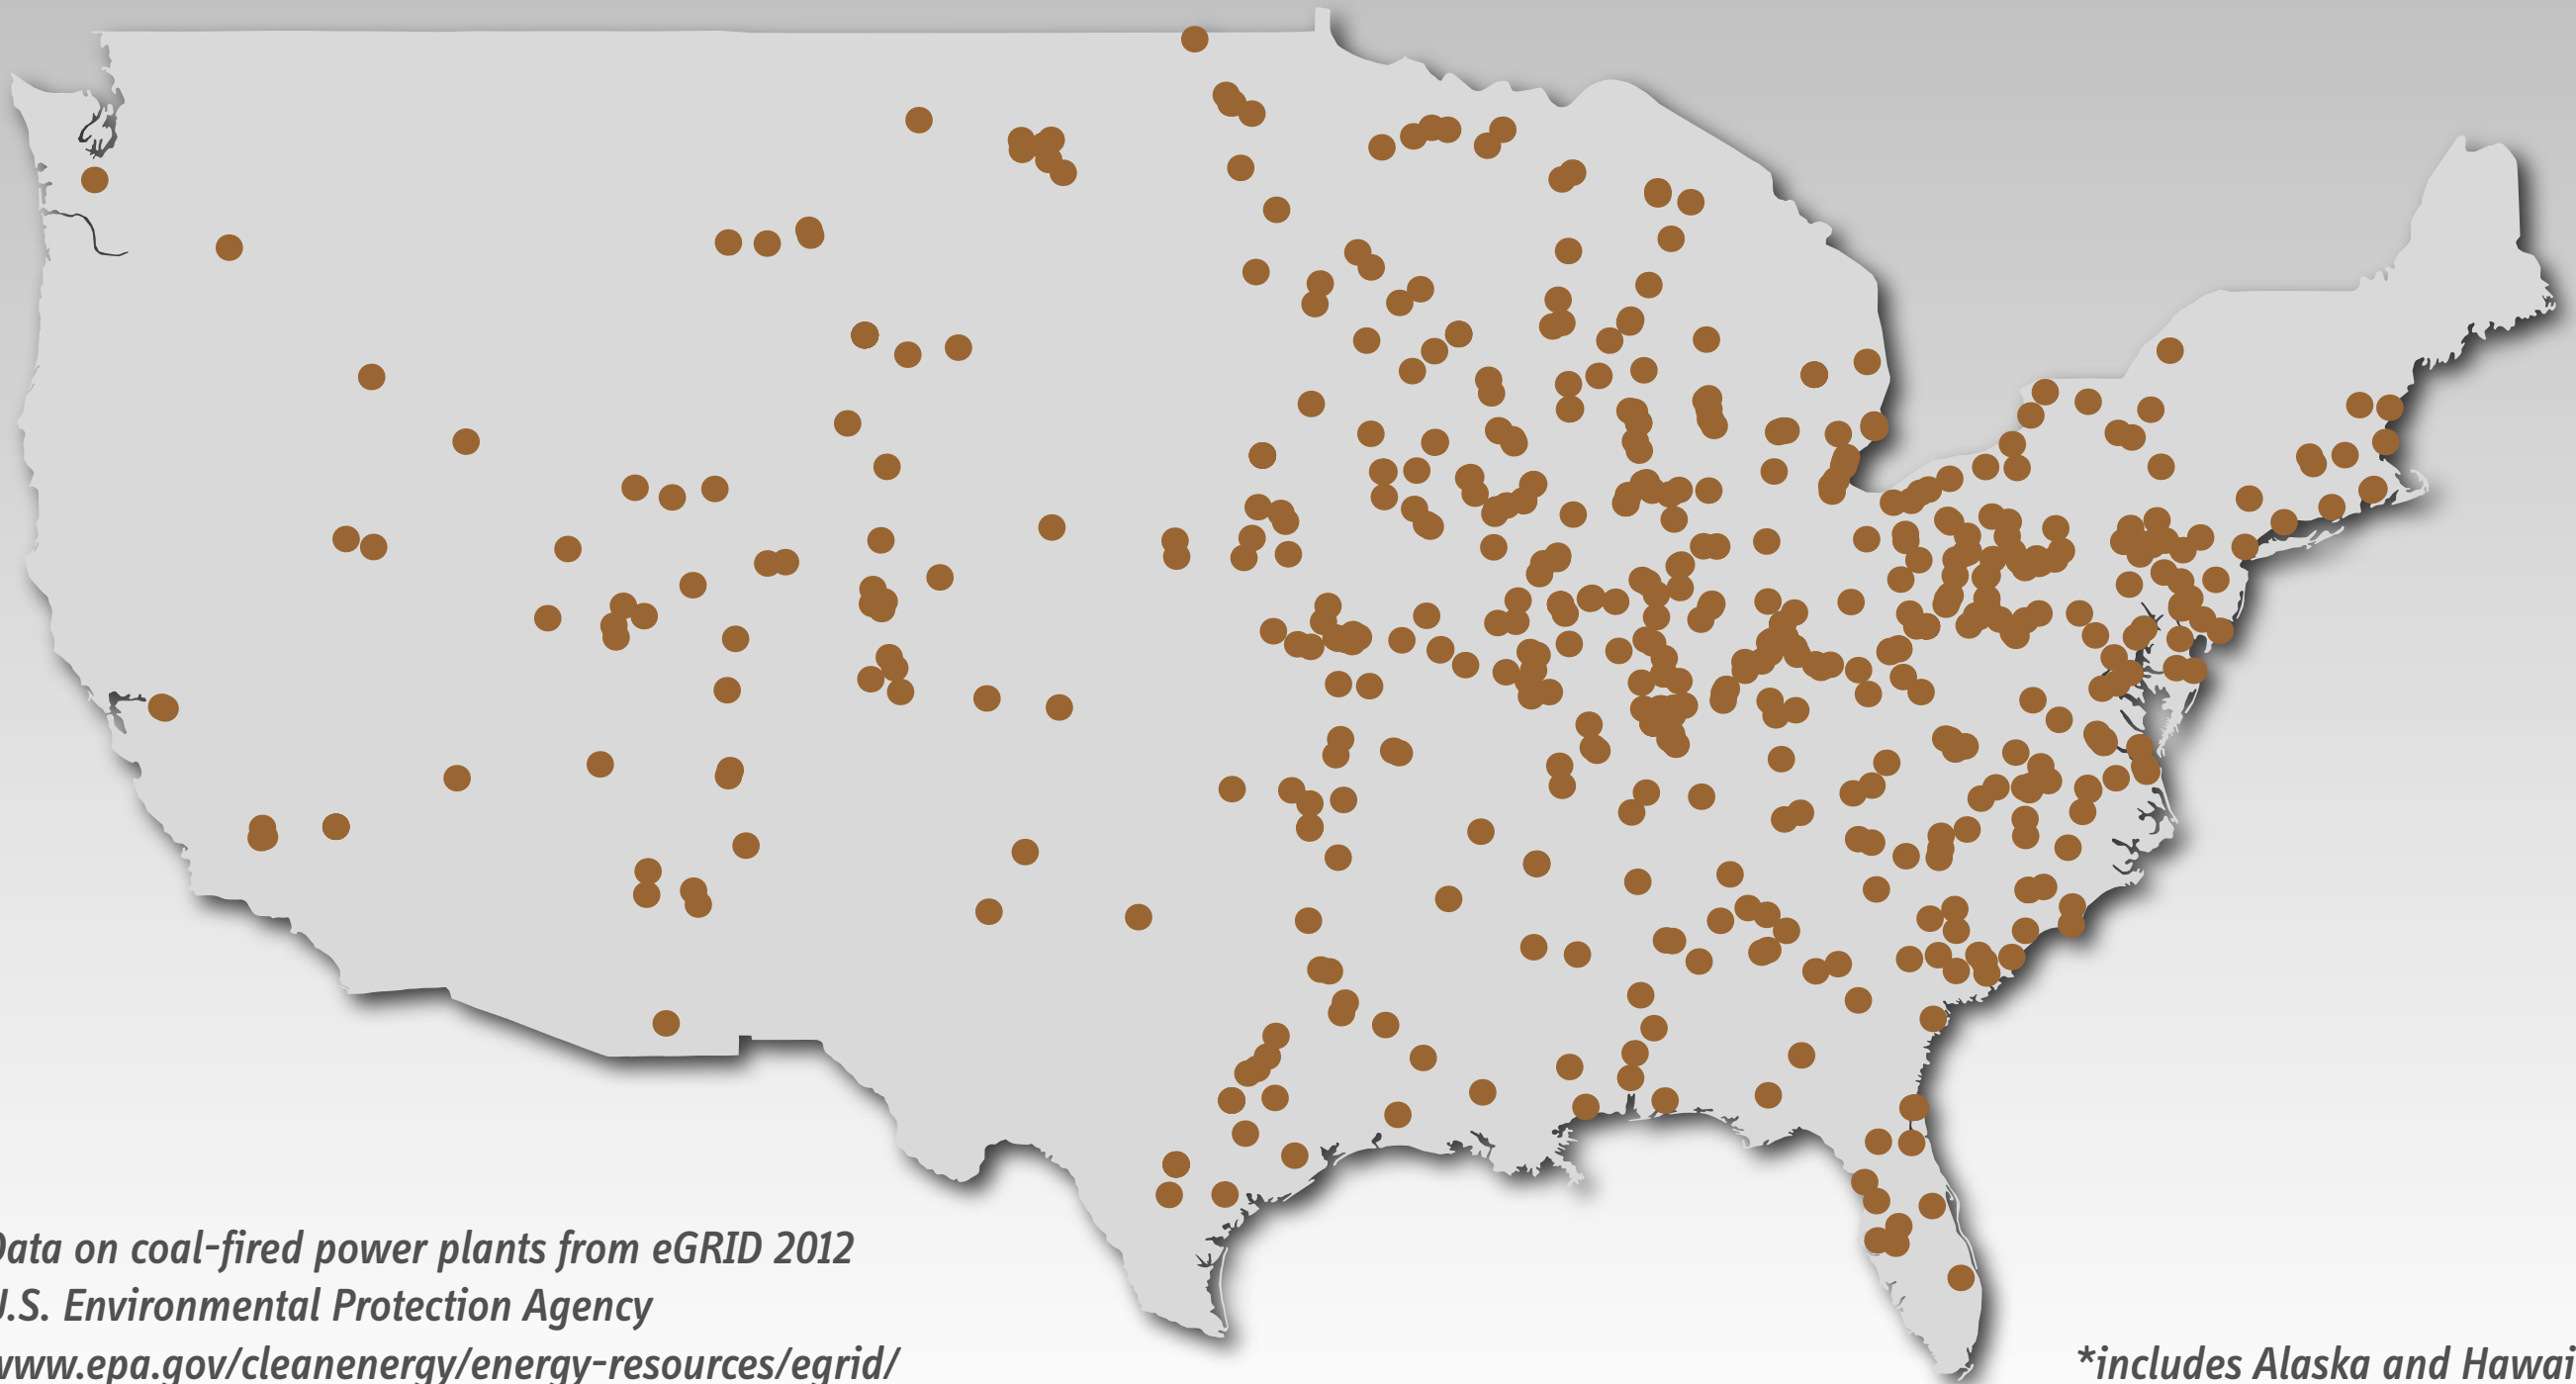 Data on coal-fired power plants from eGRID 2012
U.S. Environmental Protection Agency
www.epa.gov/cleanenergy/energy-resources/egrid/
*includes Alaska and Hawaii